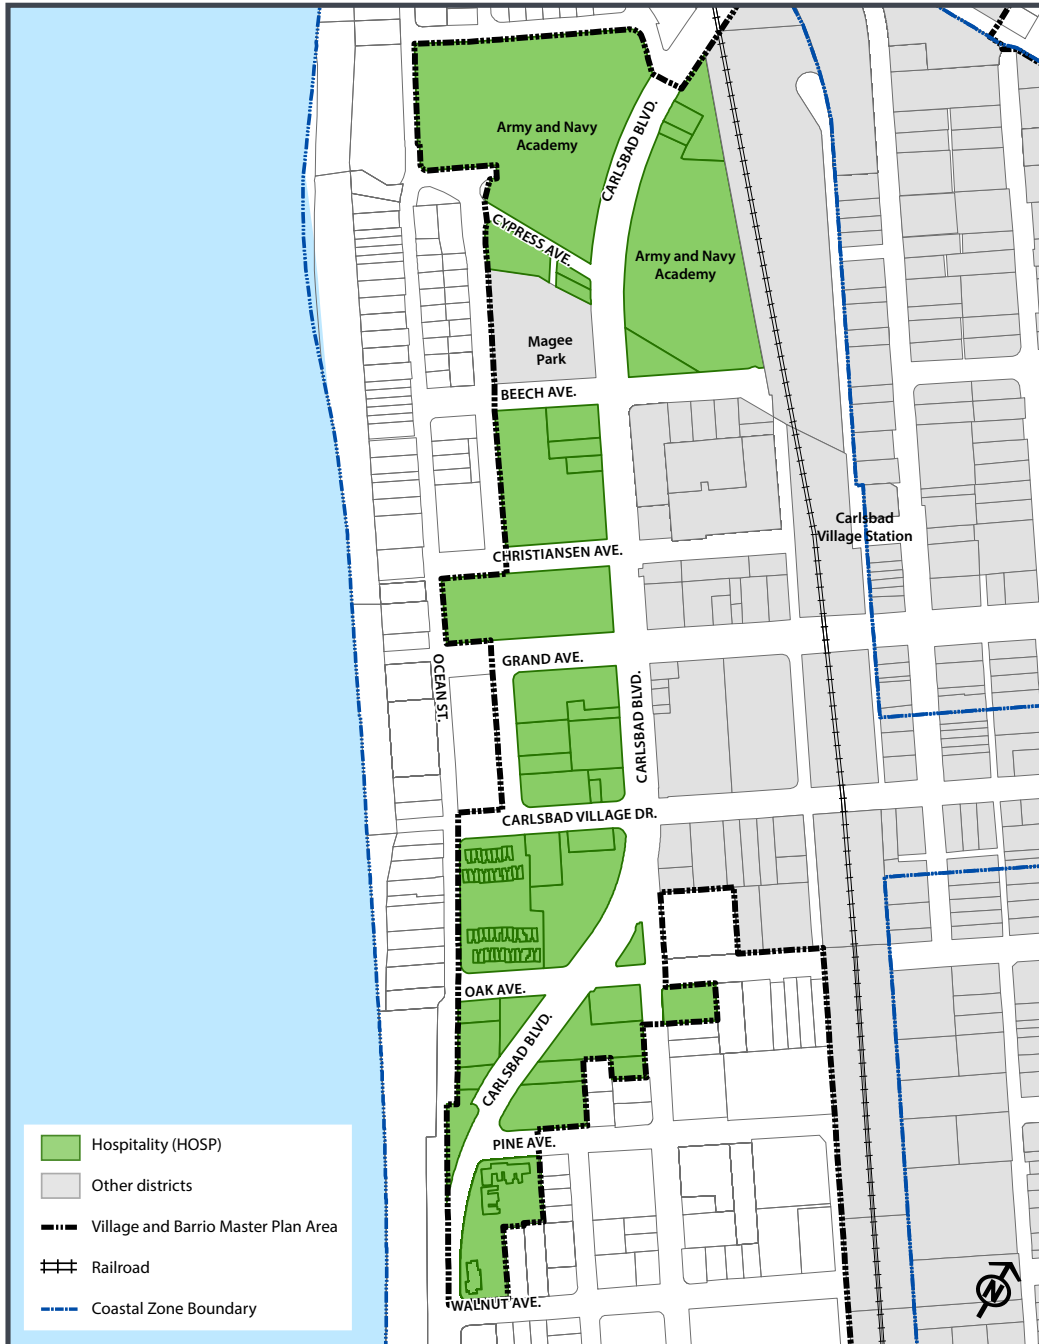 Army and Navy
Academy
CARLSBAD BLVD.
CYPRESS AVE.
Army and Navy
Academy
Magee
Park
BEECH AVE.
Carlsbad
Village Station
CHRISTIANSEN AVE.
OCEAN ST.
GRAND AVE.
CARLSBAD BLVD.
CARLSBAD VILLAGE DR.
OAK AVE.
CARLSBAD BLVD.
PINE AVE.
WALNUT AVE.
Hospitality (HOSP)
Other districts
Village and Barrio Master Plan Area
Railroad
Coastal Zone Boundary
N